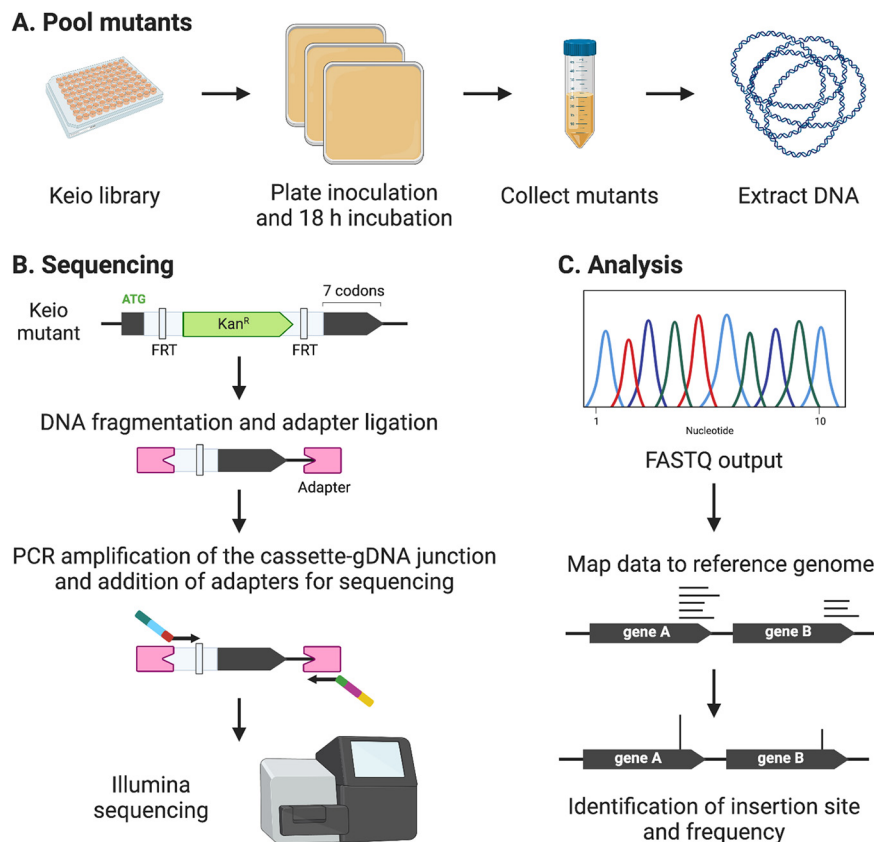 A. Pool mutants
Keio library
Plate inoculation
and 18 h incubation
Collect mutants
Extract DNA
B. Sequencing
Keio
mutant
ATG
KanR
7 codons
FRT
FRT
DNA fragmentation and adapter ligation
Adapter
PCR amplification of the cassette-gDNA junction
and addition of adapters for sequencing
Illumina
sequencing
C. Analysis
1
Nucleotide
10
FASTQ output
Map data to reference genome
gene A
gene B
gene A
gene B
Identification of insertion site
and frequency